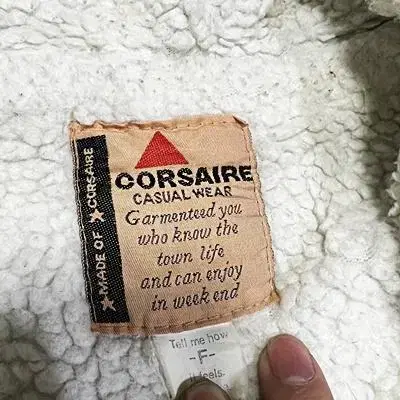 CORSAIRE
CASUAL WEAR
Garmenteed you
who know the
town life
and can enjoy
in week end
★ MADE OF ★ CORSAIRE
Tell me how
-F-